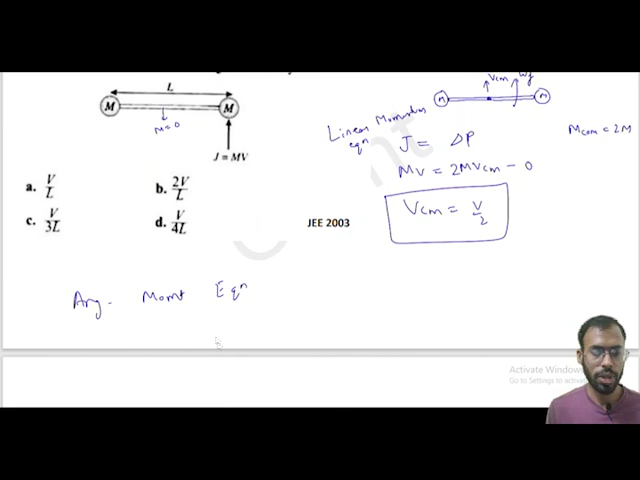 L
M
M
M=0
J = MV
a. V/L
b. 2V/L
c. V/3L
d. V/4L
JEE 2003
Vcm
ωf
M
M
Linear Momentum
eqn
Mcom = 2M
J = ΔP
MV = 2MVcm - 0
Vcm = V/2
Ang. Momt Eqn
Activate Windows
Go to Settings to activate